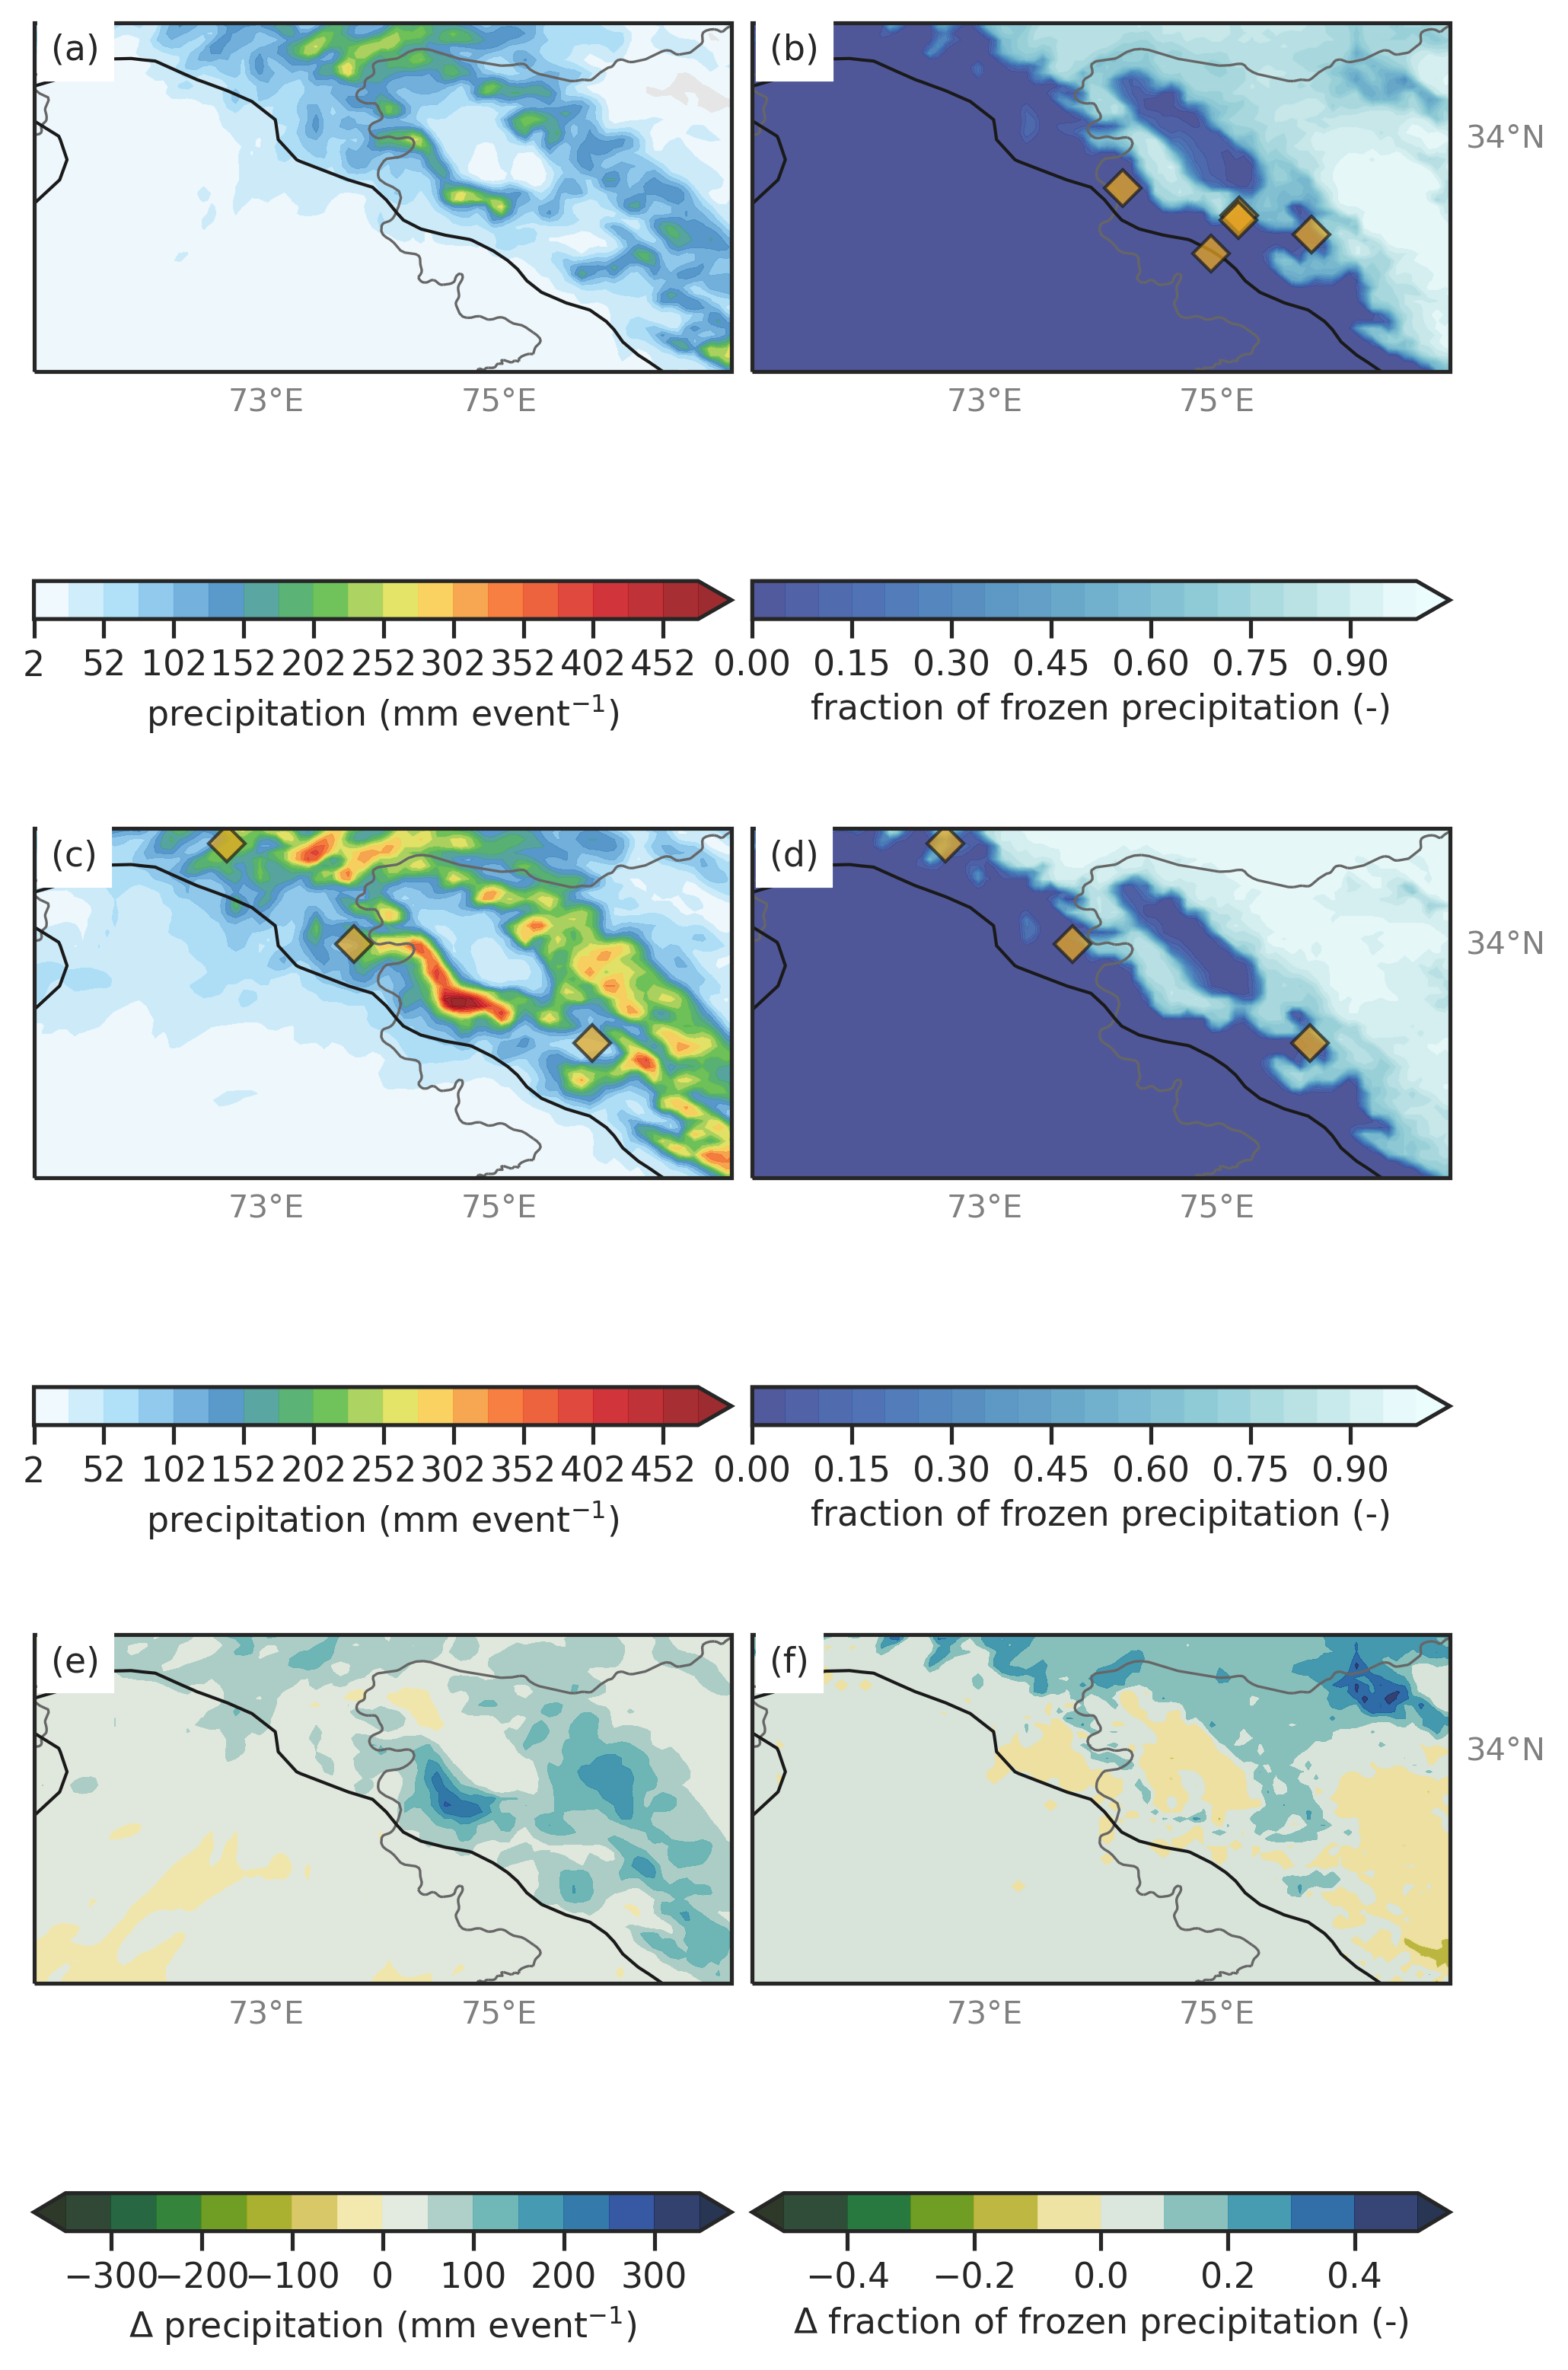 (a) (b)
34°N
73°E 75°E 73°E 75°E
2 52 102 152 202 252 302 352 402 452 0.00 0.15 0.30 0.45 0.60 0.75 0.90
precipitation (mm event⁻¹) fraction of frozen precipitation (-)
(c) (d)
34°N
73°E 75°E 73°E 75°E
2 52 102 152 202 252 302 352 402 452 0.00 0.15 0.30 0.45 0.60 0.75 0.90
precipitation (mm event⁻¹) fraction of frozen precipitation (-)
(e) (f)
34°N
73°E 75°E 73°E 75°E
−300 −200 −100 0 100 200 300 −0.4 −0.2 0.0 0.2 0.4
Δ precipitation (mm event⁻¹) Δ fraction of frozen precipitation (-)